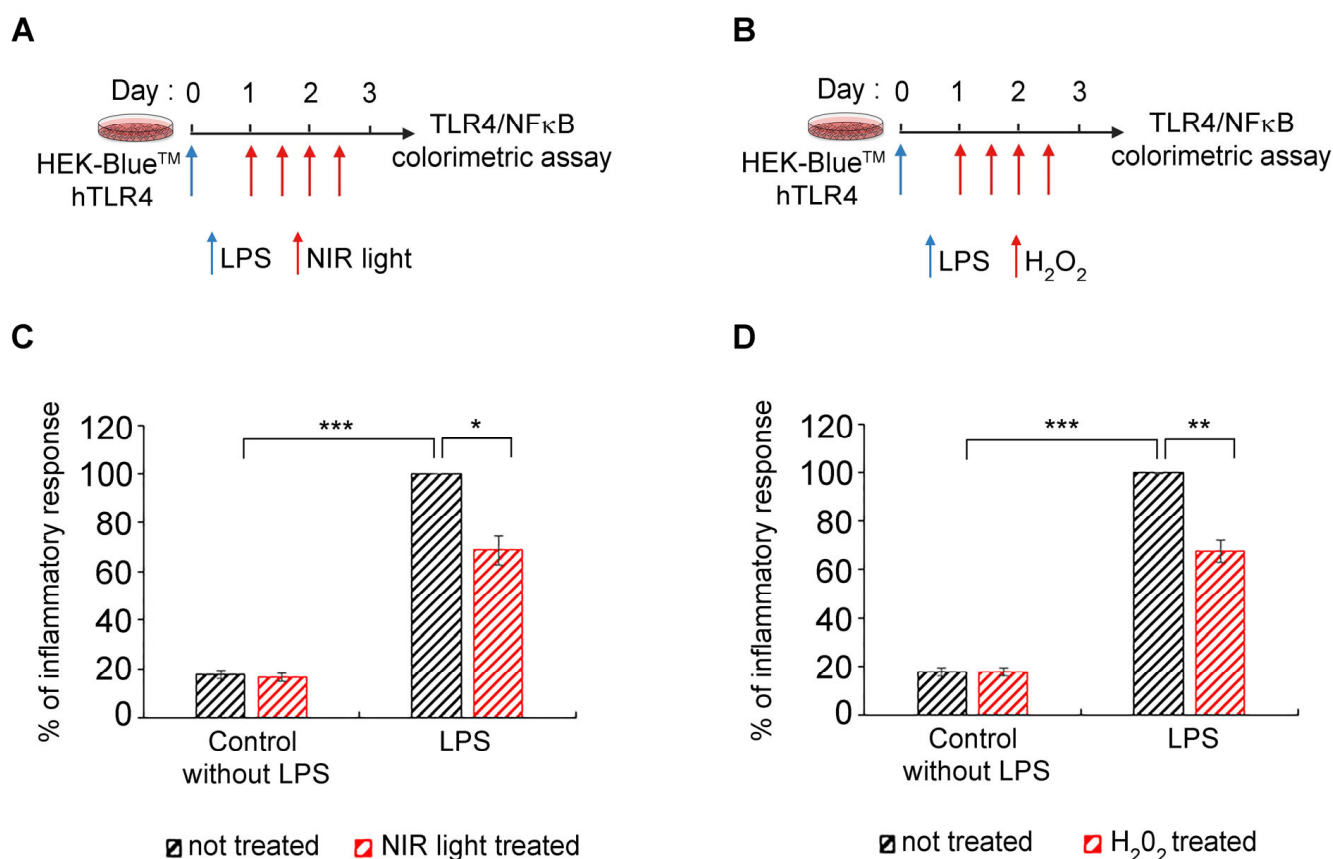 A
Day : 0 1 2 3
HEK-Blue™
hTLR4
TLR4/NFκB
colorimetric assay
LPS
NIR light
B
Day : 0 1 2 3
HEK-Blue™
hTLR4
TLR4/NFκB
colorimetric assay
LPS
H₂O₂
C
% of inflammatory response
120
100
80
60
40
20
0
***
*
Control
without LPS
LPS
not treated
NIR light treated
D
% of inflammatory response
120
100
80
60
40
20
0
***
**
Control
without LPS
LPS
not treated
H₂0₂ treated